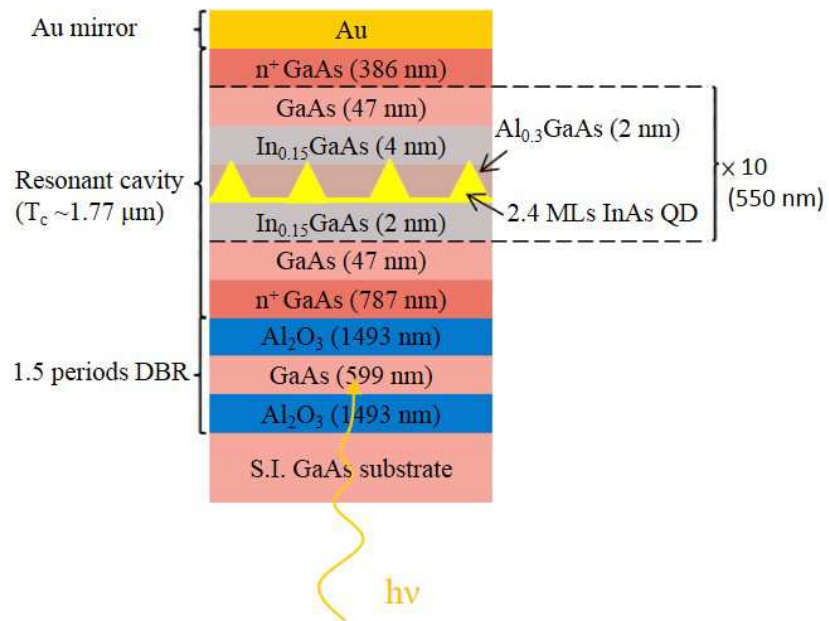 Au mirror
Au
n⁺ GaAs (386 nm)
GaAs (47 nm)
In₀.₁₅GaAs (4 nm)
Al₀.₃GaAs (2 nm)
Resonant cavity
(T꜀ ~1.77 μm)
× 10
(550 nm)
2.4 MLs InAs QD
In₀.₁₅GaAs (2 nm)
GaAs (47 nm)
n⁺ GaAs (787 nm)
1.5 periods DBR
Al₂O₃ (1493 nm)
GaAs (599 nm)
Al₂O₃ (1493 nm)
S.I. GaAs substrate
hν